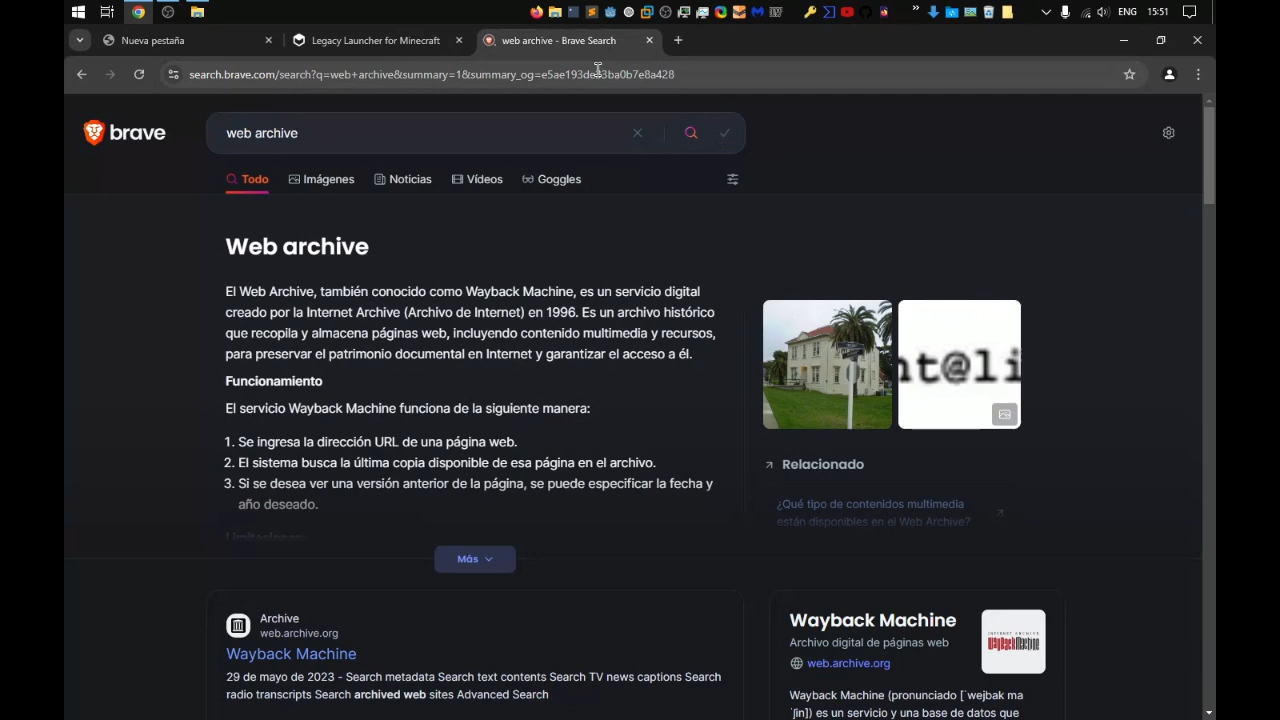 ENG 15:51
Nueva pestaña
Legacy Launcher for Minecraft
web archive - Brave Search
brave
web archive
Todo
Imágenes
Noticias
Vídeos
Goggles
Web archive
El Web Archive, también conocido como Wayback Machine, es un servicio digital
creado por la Internet Archive (Archivo de Internet) en 1996. Es un archivo histórico
que recopila y almacena páginas web, incluyendo contenido multimedia y recursos,
para preservar el patrimonio documental en Internet y garantizar el acceso a él.
Funcionamiento
El servicio Wayback Machine funciona de la siguiente manera:
1. Se ingresa la dirección URL de una página web.
2. El sistema busca la última copia disponible de esa página en el archivo.
3. Si se desea ver una versión anterior de la página, se puede especificar la fecha y
año deseado.
nt@li
Relacionado
¿Qué tipo de contenidos multimedia
están disponibles en el Web Archive?
Más
Archive
web.archive.org
Wayback Machine
29 de mayo de 2023 - Search metadata Search text contents Search TV news captions Search
radio transcripts Search archived web sites Advanced Search
Wayback Machine
Archivo digital de páginas web
web.archive.org
INTERNET ARCHIVE
WayBackMachine
Wayback Machine (pronunciado [ˈwejbak ma
ˈʃin]) es un servicio y una base de datos que